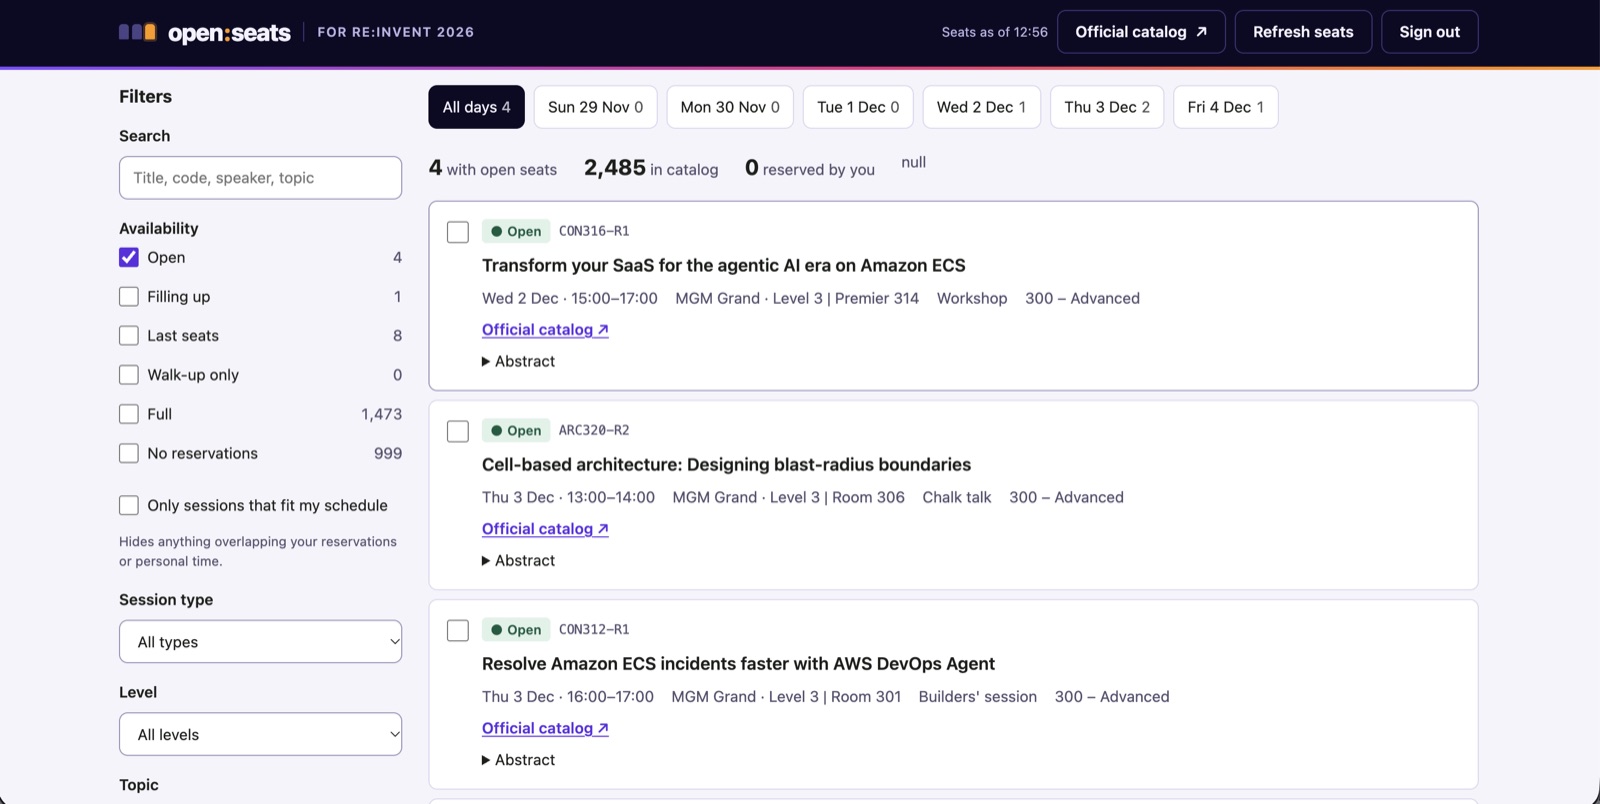 open:seats FOR RE:INVENT 2026 Seats as of 12:56 Official catalog ↗ Refresh seats Sign out
Filters
Search
Title, code, speaker, topic
Availability
Open 4
Filling up 1
Last seats 8
Walk-up only 0
Full 1,473
No reservations 999
Only sessions that fit my schedule
Hides anything overlapping your reservations
or personal time.
Session type
All types
Level
All levels
Topic
All days 4 Sun 29 Nov 0 Mon 30 Nov 0 Tue 1 Dec 0 Wed 2 Dec 1 Thu 3 Dec 2 Fri 4 Dec 1
4 with open seats 2,485 in catalog 0 reserved by you null
Open CON316-R1
Transform your SaaS for the agentic AI era on Amazon ECS
Wed 2 Dec · 15:00–17:00 MGM Grand · Level 3 | Premier 314 Workshop 300 – Advanced
Official catalog ↗
▶ Abstract
Open ARC320-R2
Cell-based architecture: Designing blast-radius boundaries
Thu 3 Dec · 13:00–14:00 MGM Grand · Level 3 | Room 306 Chalk talk 300 – Advanced
Official catalog ↗
▶ Abstract
Open CON312-R1
Resolve Amazon ECS incidents faster with AWS DevOps Agent
Thu 3 Dec · 16:00–17:00 MGM Grand · Level 3 | Room 301 Builders' session 300 – Advanced
Official catalog ↗
▶ Abstract